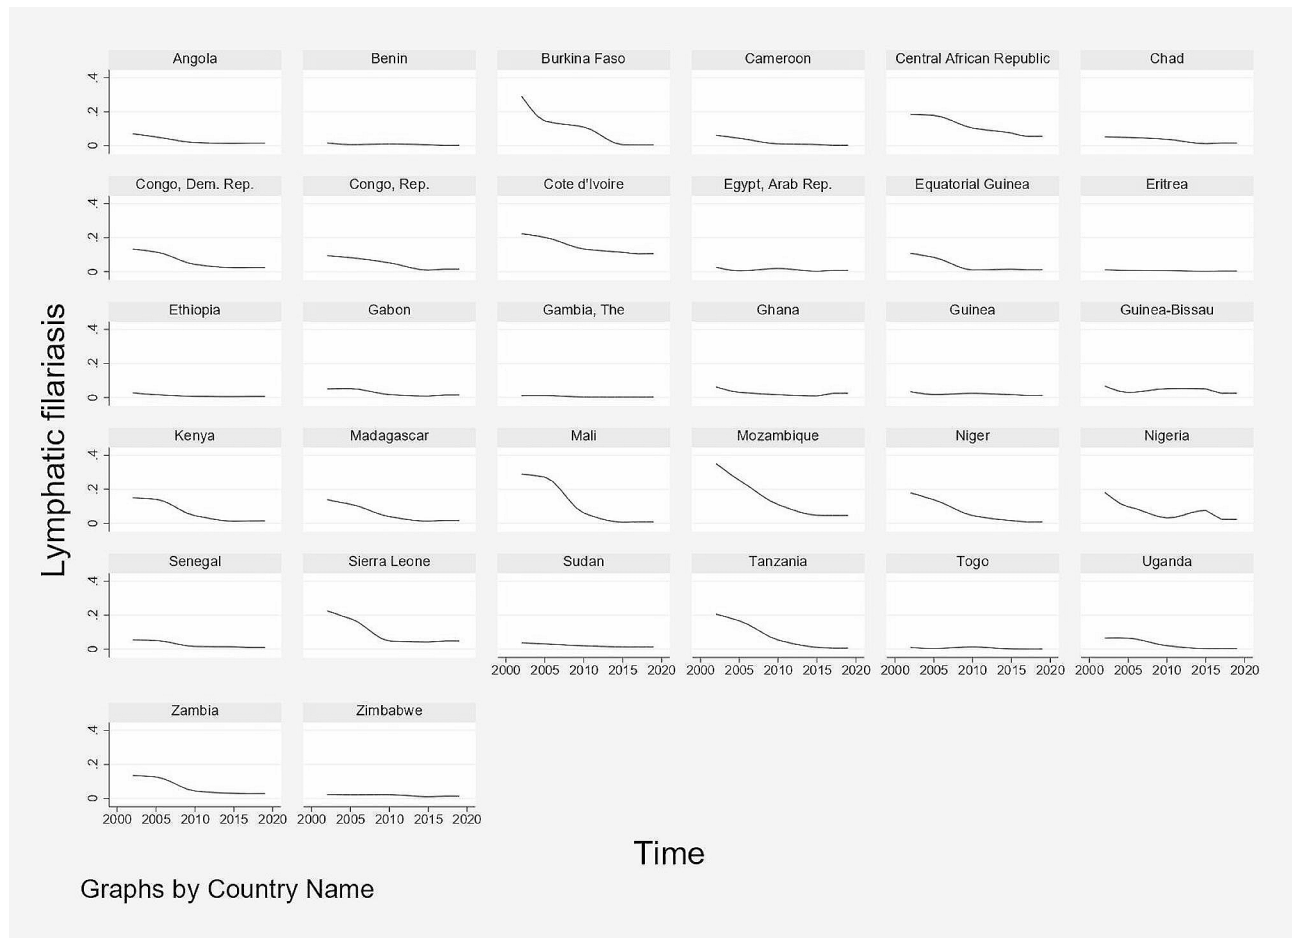 Angola Benin Burkina Faso Cameroon Central African Republic Chad
.4
.2
0
Congo, Dem. Rep. Congo, Rep. Cote d'Ivoire Egypt, Arab Rep. Equatorial Guinea Eritrea
.4
.2
0
Ethiopia Gabon Gambia, The Ghana Guinea Guinea-Bissau
.4
.2
0
Lymphatic filariasis
Kenya Madagascar Mali Mozambique Niger Nigeria
.4
.2
0
Senegal Sierra Leone Sudan Tanzania Togo Uganda
.4
.2
0
2000 2005 2010 2015 2020 2000 2005 2010 2015 2020 2000 2005 2010 2015 2020 2000 2005 2010 2015 2020
Zambia Zimbabwe
.4
.2
0
2000 2005 2010 2015 2020 2000 2005 2010 2015 2020
Time
Graphs by Country Name